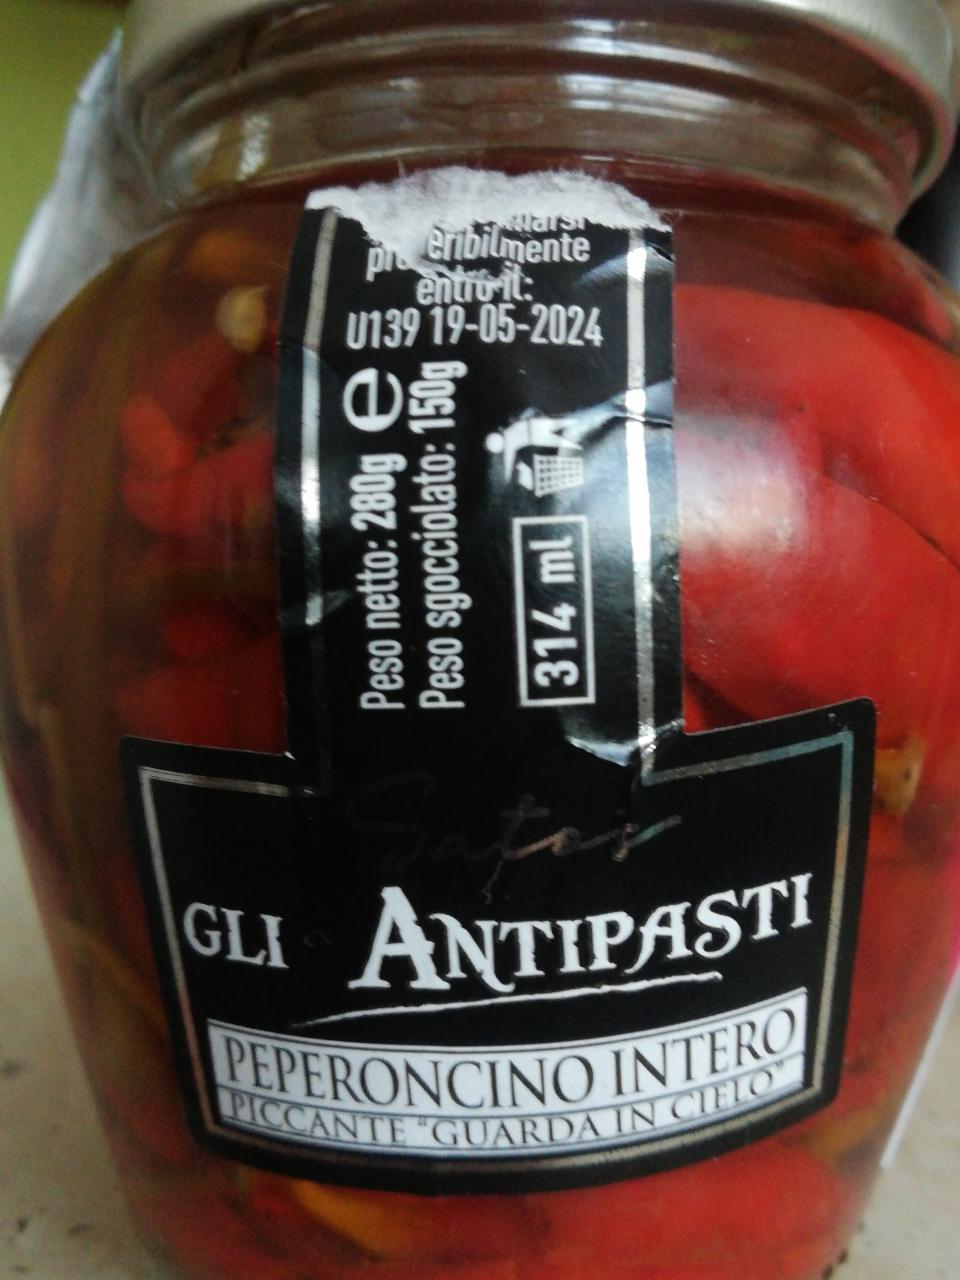 entro il:
U139 19-05-2024
Peso netto: 280g e
Peso sgocciolato: 150g
314 ml
GLI ANTIPASTI
PEPERONCINO INTERO
PICCANTE "GUARDA IN CIELO"